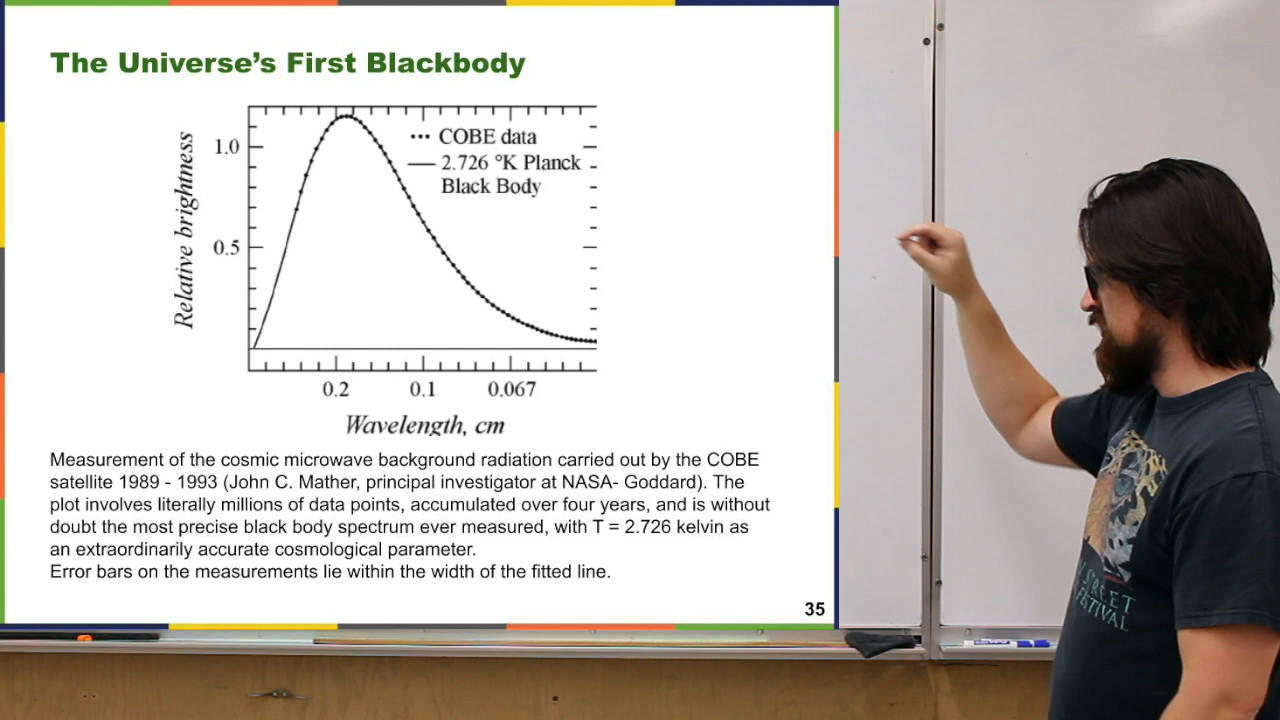 The Universe’s First Blackbody
COBE data
2.726 °K Planck
Black Body
Relative brightness
1.0
0.5
0.2 0.1 0.067
Wavelength, cm
Measurement of the cosmic microwave background radiation carried out by the COBE
satellite 1989 - 1993 (John C. Mather, principal investigator at NASA- Goddard). The
plot involves literally millions of data points, accumulated over four years, and is without
doubt the most precise black body spectrum ever measured, with T = 2.726 kelvin as
an extraordinarily accurate cosmological parameter.
Error bars on the measurements lie within the width of the fitted line.
35
STREET